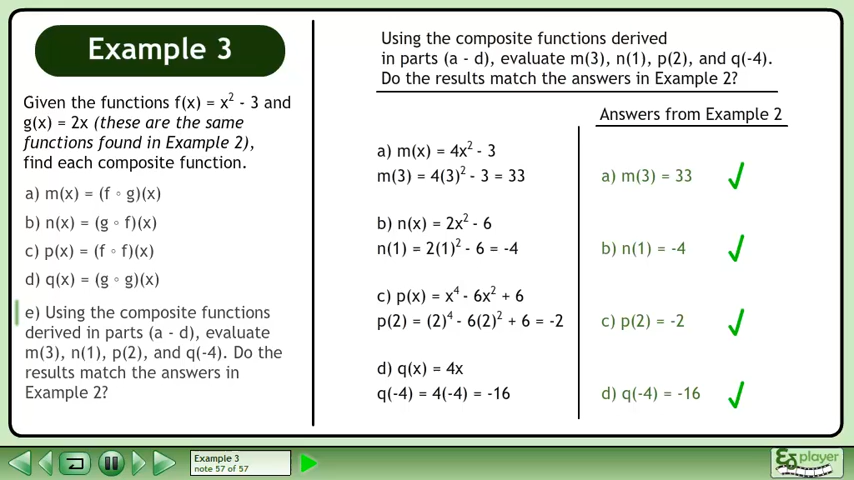 Example 3
Given the functions f(x) = x² - 3 and
g(x) = 2x (these are the same
functions found in Example 2),
find each composite function.
a) m(x) = (f ∘ g)(x)
b) n(x) = (g ∘ f)(x)
c) p(x) = (f ∘ f)(x)
d) q(x) = (g ∘ g)(x)
e) Using the composite functions
derived in parts (a - d), evaluate
m(3), n(1), p(2), and q(-4). Do the
results match the answers in
Example 2?
Using the composite functions derived
in parts (a - d), evaluate m(3), n(1), p(2), and q(-4).
Do the results match the answers in Example 2?
a) m(x) = 4x² - 3
m(3) = 4(3)² - 3 = 33
b) n(x) = 2x² - 6
n(1) = 2(1)² - 6 = -4
c) p(x) = x⁴ - 6x² + 6
p(2) = (2)⁴ - 6(2)² + 6 = -2
d) q(x) = 4x
q(-4) = 4(-4) = -16
Answers from Example 2
a) m(3) = 33
b) n(1) = -4
c) p(2) = -2
d) q(-4) = -16
Example 3
note 57 of 57
Ez player